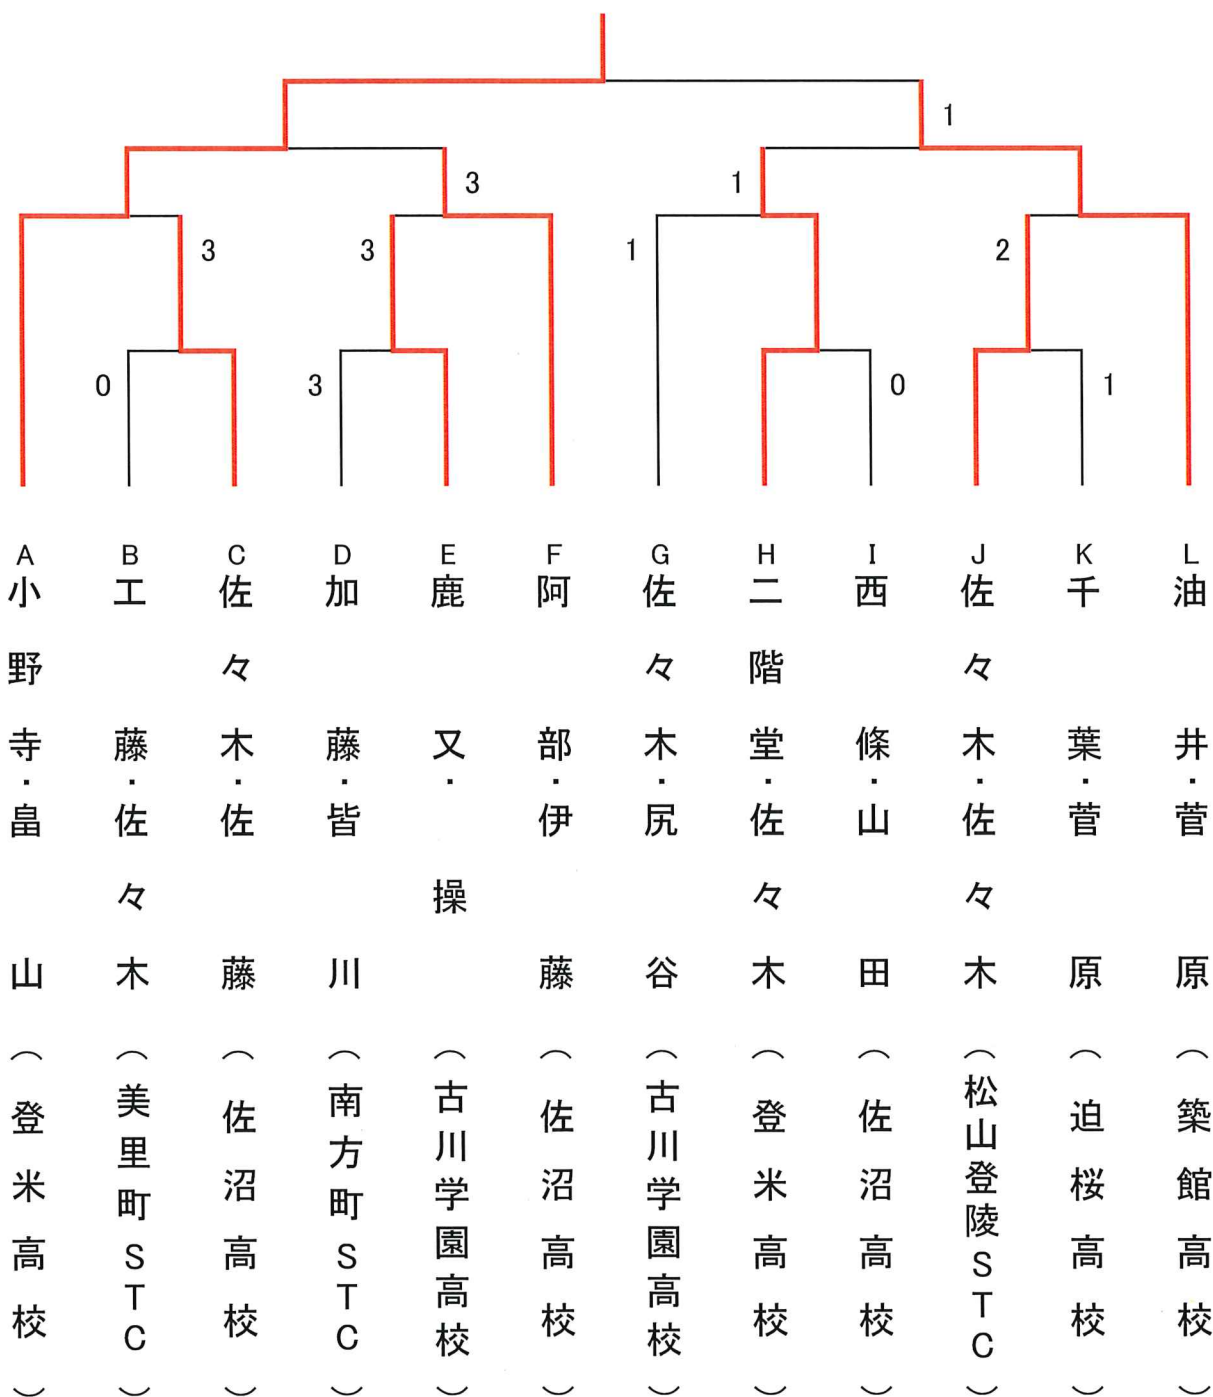 1
3
1
3
3
1
2
0
3
0
1
A 小野寺・畠山（登米高校）
B 工藤・佐々木（美里町STC）
C 佐々木・佐藤（佐沼高校）
D 加藤・皆川（南方町STC）
E 鹿又・操（古川学園高校）
F 阿部・伊藤（佐沼高校）
G 佐々木・尻谷（古川学園高校）
H 二階堂・佐々木（登米高校）
I 西條・山田（佐沼高校）
J 佐々木・佐々木（松山登陵STC）
K 千葉・菅原（迫桜高校）
L 油井・菅原（築館高校）